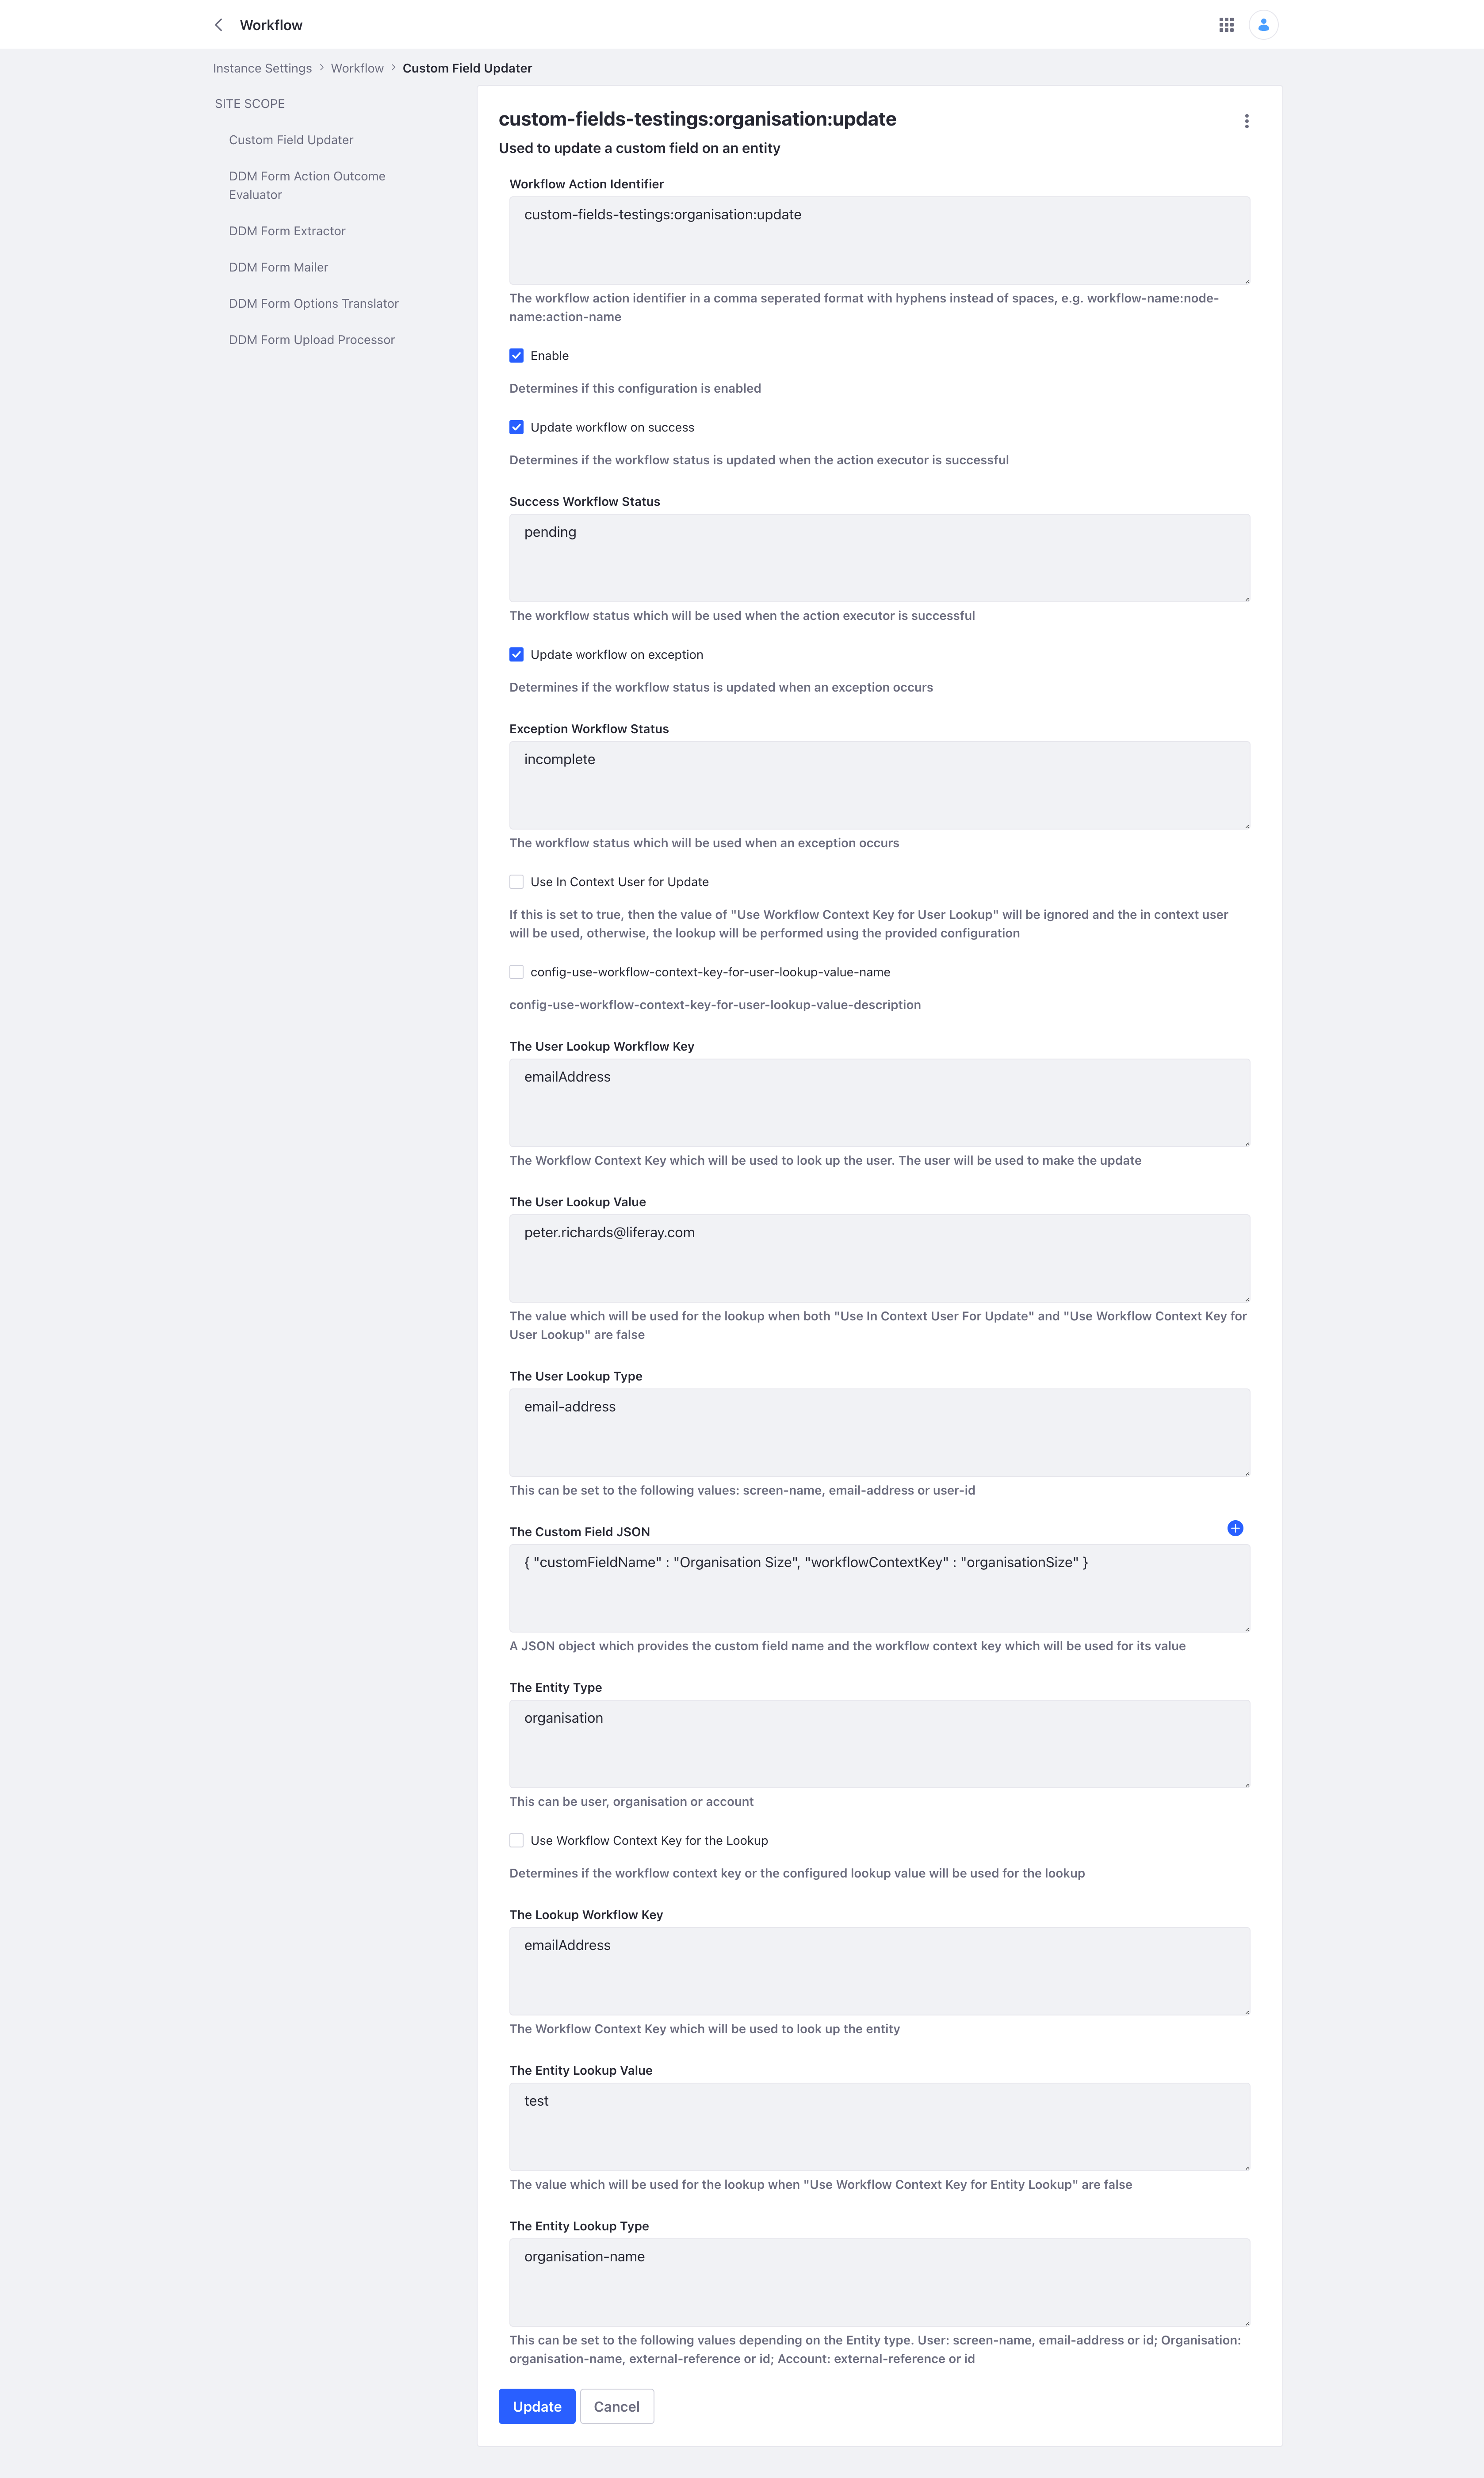 Workflow
Instance Settings > Workflow > Custom Field Updater
SITE SCOPE
Custom Field Updater
DDM Form Action Outcome
Evaluator
DDM Form Extractor
DDM Form Mailer
DDM Form Options Translator
DDM Form Upload Processor
custom-fields-testings:organisation:update
Used to update a custom field on an entity
Workflow Action Identifier
custom-fields-testings:organisation:update
The workflow action identifier in a comma seperated format with hyphens instead of spaces, e.g. workflow-name:node-
name:action-name
Enable
Determines if this configuration is enabled
Update workflow on success
Determines if the workflow status is updated when the action executor is successful
Success Workflow Status
pending
The workflow status which will be used when the action executor is successful
Update workflow on exception
Determines if the workflow status is updated when an exception occurs
Exception Workflow Status
incomplete
The workflow status which will be used when an exception occurs
Use In Context User for Update
If this is set to true, then the value of "Use Workflow Context Key for User Lookup" will be ignored and the in context user
will be used, otherwise, the lookup will be performed using the provided configuration
config-use-workflow-context-key-for-user-lookup-value-name
config-use-workflow-context-key-for-user-lookup-value-description
The User Lookup Workflow Key
emailAddress
The Workflow Context Key which will be used to look up the user. The user will be used to make the update
The User Lookup Value
peter.richards@liferay.com
The value which will be used for the lookup when both "Use In Context User For Update" and "Use Workflow Context Key for
User Lookup" are false
The User Lookup Type
email-address
This can be set to the following values: screen-name, email-address or user-id
The Custom Field JSON
{ "customFieldName" : "Organisation Size", "workflowContextKey" : "organisationSize" }
A JSON object which provides the custom field name and the workflow context key which will be used for its value
The Entity Type
organisation
This can be user, organisation or account
Use Workflow Context Key for the Lookup
Determines if the workflow context key or the configured lookup value will be used for the lookup
The Lookup Workflow Key
emailAddress
The Workflow Context Key which will be used to look up the entity
The Entity Lookup Value
test
The value which will be used for the lookup when "Use Workflow Context Key for Entity Lookup" are false
The Entity Lookup Type
organisation-name
This can be set to the following values depending on the Entity type. User: screen-name, email-address or id; Organisation:
organisation-name, external-reference or id; Account: external-reference or id
Update Cancel